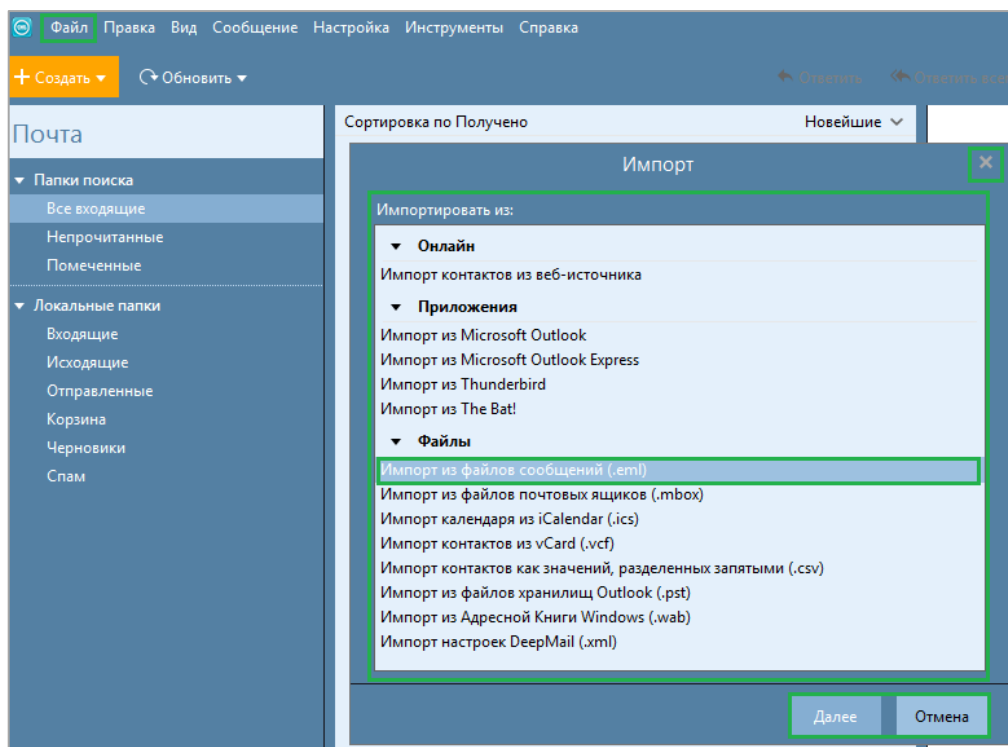 Файл Правка Вид Сообщение Настройка Инструменты Справка
Создать Обновить Ответить Ответить всем
Почта
Папки поиска
Все входящие
Непрочитанные
Помеченные
Локальные папки
Входящие
Исходящие
Отправленные
Корзина
Черновики
Спам
Сортировка по Получено Новейшие
Импорт
Импортировать из:
Онлайн
Импорт контактов из веб-источника
Приложения
Импорт из Microsoft Outlook
Импорт из Microsoft Outlook Express
Импорт из Thunderbird
Импорт из The Bat!
Файлы
Импорт из файлов сообщений (.eml)
Импорт из файлов почтовых ящиков (.mbox)
Импорт календаря из iCalendar (.ics)
Импорт контактов из vCard (.vcf)
Импорт контактов как значений, разделенных запятыми (.csv)
Импорт из файлов хранилищ Outlook (.pst)
Импорт из Адресной Книги Windows (.wab)
Импорт настроек DeepMail (.xml)
Далее Отмена